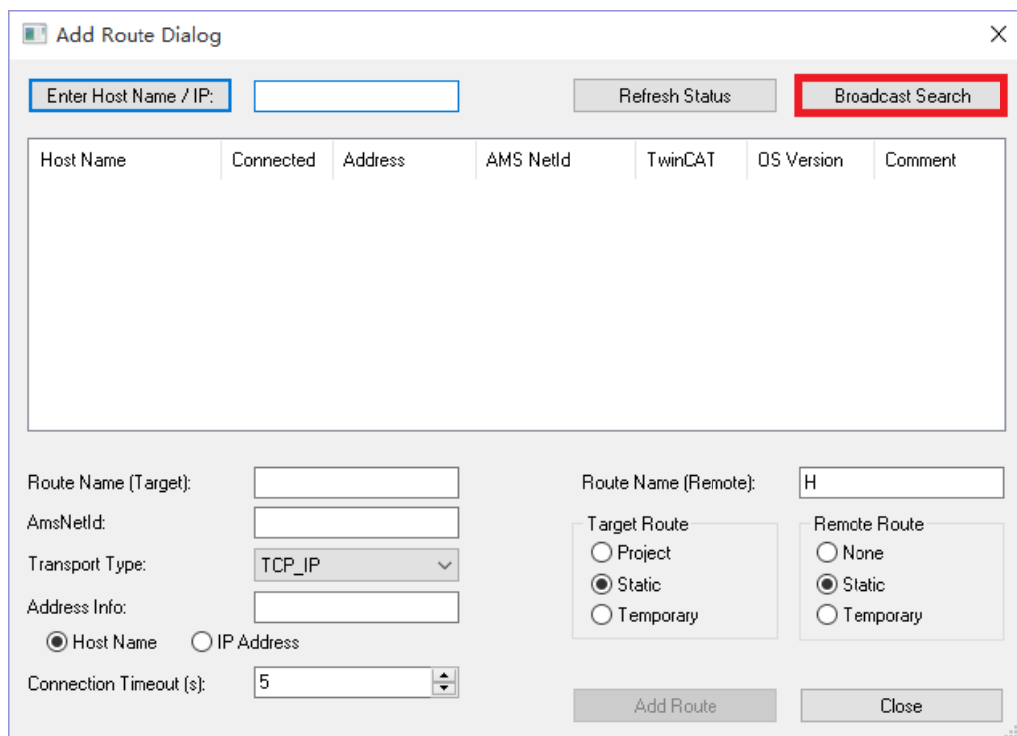 Add Route Dialog
Enter Host Name / IP: Refresh Status Broadcast Search
Host Name Connected Address AMS NetId TwinCAT OS Version Comment
Route Name (Target): Route Name (Remote): H
AmsNetId: Target Route Remote Route
Project None
Transport Type: TCP_IP
Static Static
Address Info: Temporary Temporary
Host Name IP Address
Connection Timeout (s): 5
Add Route Close